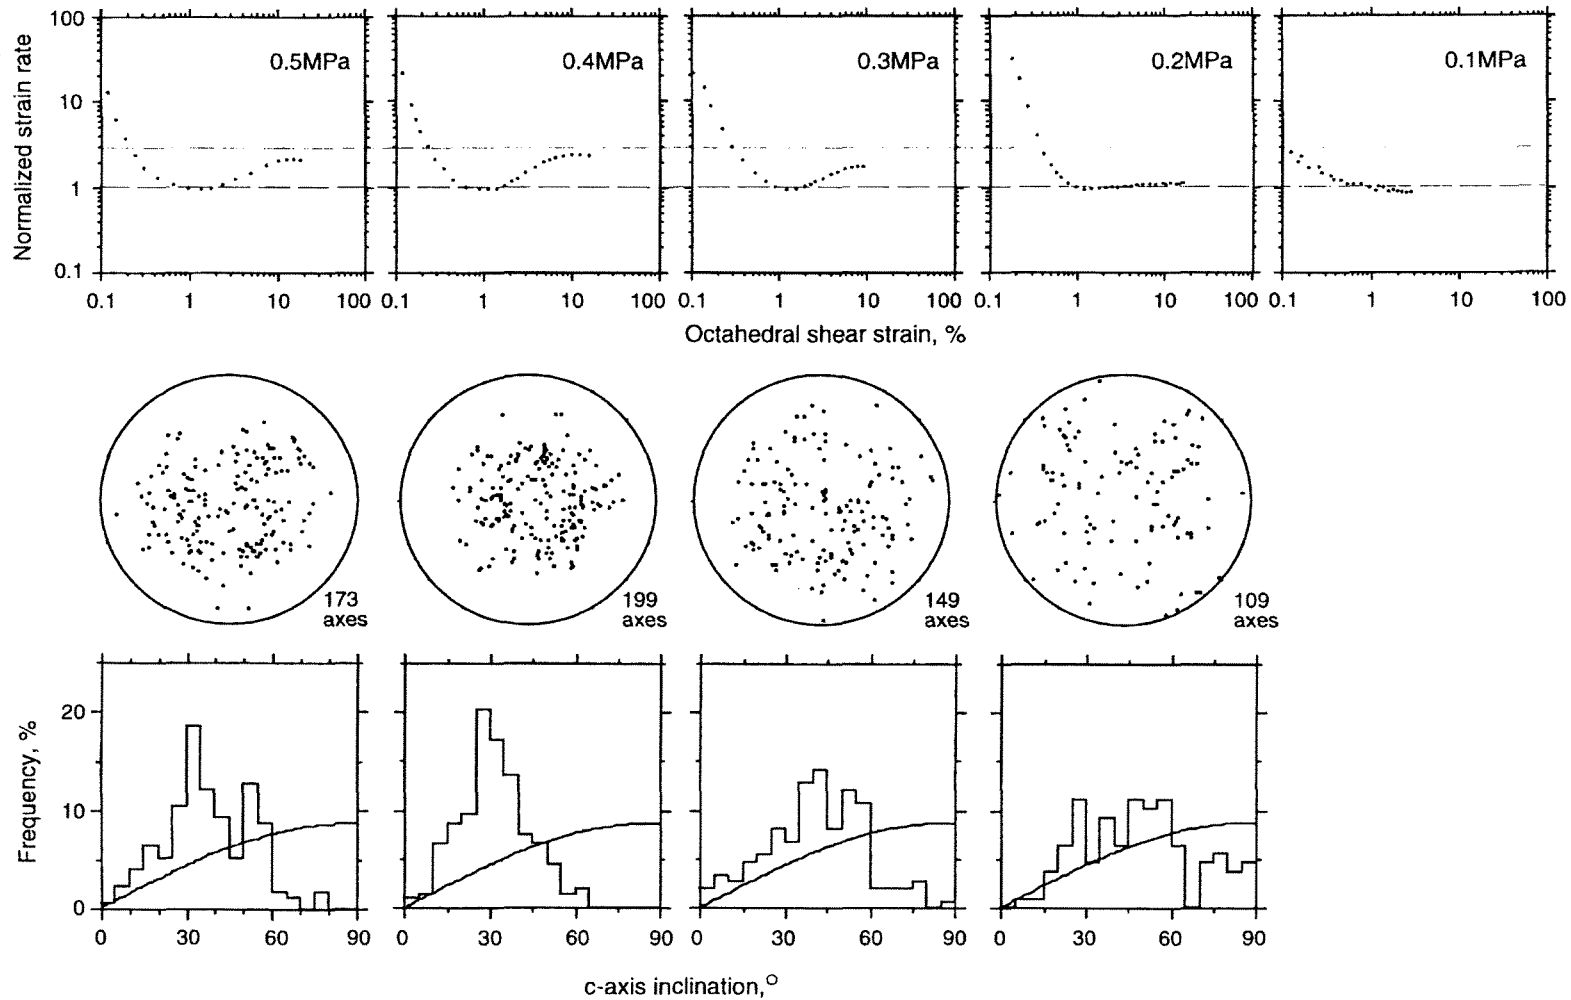 Normalized strain rate
100
10
1
0.1
0.5MPa
0.4MPa
0.3MPa
0.2MPa
0.1MPa
0.1 1 10 100
0.1 1 10 100
0.1 1 10 100
0.1 1 10 100
0.1 1 10 100
Octahedral shear strain, %
173
axes
199
axes
149
axes
109
axes
Frequency, %
20
10
0
0 30 60 90
0 30 60 90
0 30 60 90
0 30 60 90
c-axis inclination,°